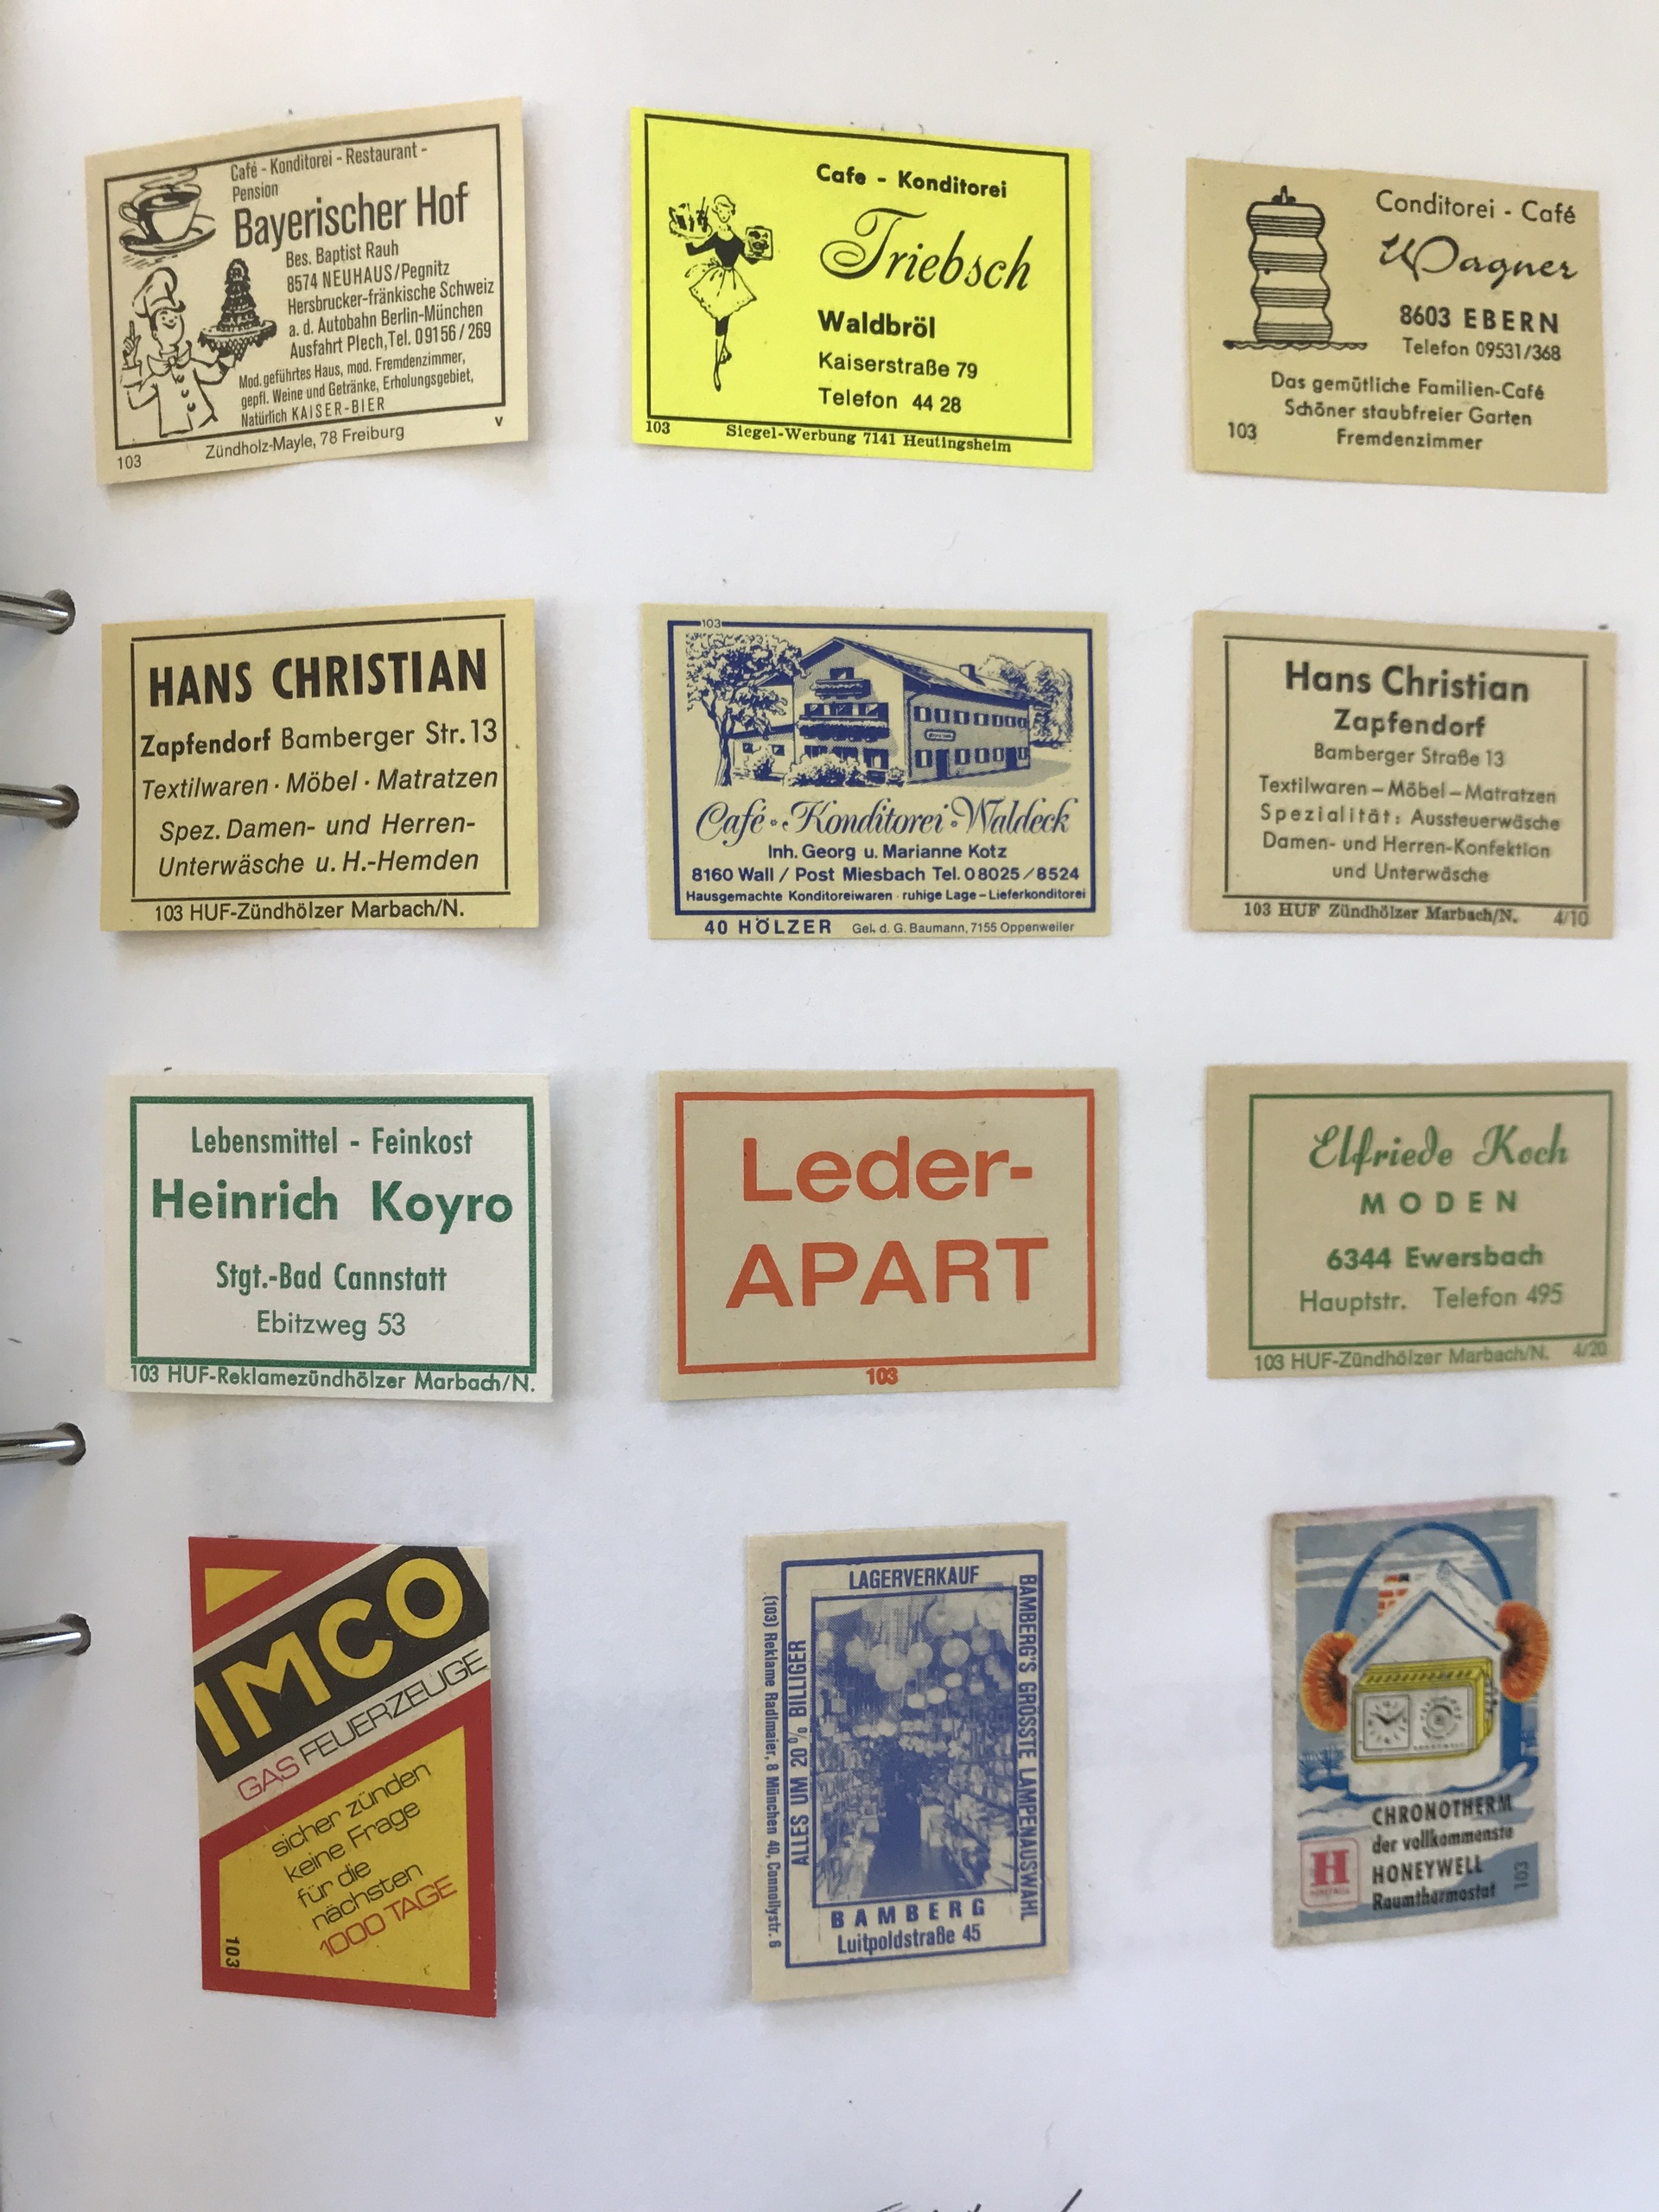 Café - Konditorei - Restaurant -
Pension
Bayerischer Hof
Bes. Baptist Rauh
8574 NEUHAUS/Pegnitz
Hersbrucker-fränkische Schweiz
a. d. Autobahn Berlin-München
Ausfahrt Plech, Tel. 09156/269
Mod. geführtes Haus, mod. Fremdenzimmer,
gepfl. Weine und Getränke, Erholungsgebiet,
Natürlich KAISER-BIER
103 Zündholz-Mayle, 78 Freiburg v
Cafe - Konditorei
Triebsch
Waldbröl
Kaiserstraße 79
Telefon 44 28
103 Siegel-Werbung 7141 Heutingsheim
Conditorei - Café
Wagner
8603 EBERN
Telefon 09531/368
Das gemütliche Familien-Café
Schöner staubfreier Garten
103 Fremdenzimmer
HANS CHRISTIAN
Zapfendorf Bamberger Str. 13
Textilwaren · Möbel · Matratzen
Spez. Damen- und Herren-
Unterwäsche u. H.-Hemden
103 HUF-Zündhölzer Marbach/N.
103
Café · Konditorei · Waldeck
Inh. Georg u. Marianne Kotz
8160 Wall / Post Miesbach Tel. 08025/8524
Hausgemachte Konditoreiwaren · ruhige Lage – Lieferkonditorei
40 HÖLZER Gel. d. G. Baumann, 7155 Oppenweiler
Hans Christian
Zapfendorf
Bamberger Straße 13
Textilwaren – Möbel – Matratzen
Spezialität: Aussteuerwäsche
Damen- und Herren-Konfektion
und Unterwäsche
103 HUF Zündhölzer Marbach/N. 4/10
Lebensmittel - Feinkost
Heinrich Koyro
Stgt.-Bad Cannstatt
Ebitzweg 53
103 HUF-Reklamezündhölzer Marbach/N.
Leder-
APART
103
Elfriede Koch
MODEN
6344 Ewersbach
Hauptstr. Telefon 495
103 HUF-Zündhölzer Marbach/N. 4/20
IMCO
GAS FEUERZEUGE
sicher zünden
keine Frage
für die
nächsten
1000 TAGE
103
LAGERVERKAUF
BAMBERG'S GRÖSSTE LAMPENAUSWAHL
ALLES UM 20% BILLIGER
(103) Reklame Radlmaier, 8 München 40, Connollystr. 6
BAMBERG
Luitpoldstraße 45
CHRONOTHERM
der vollkommenste
H HONEYWELL
Raumthermostat
103